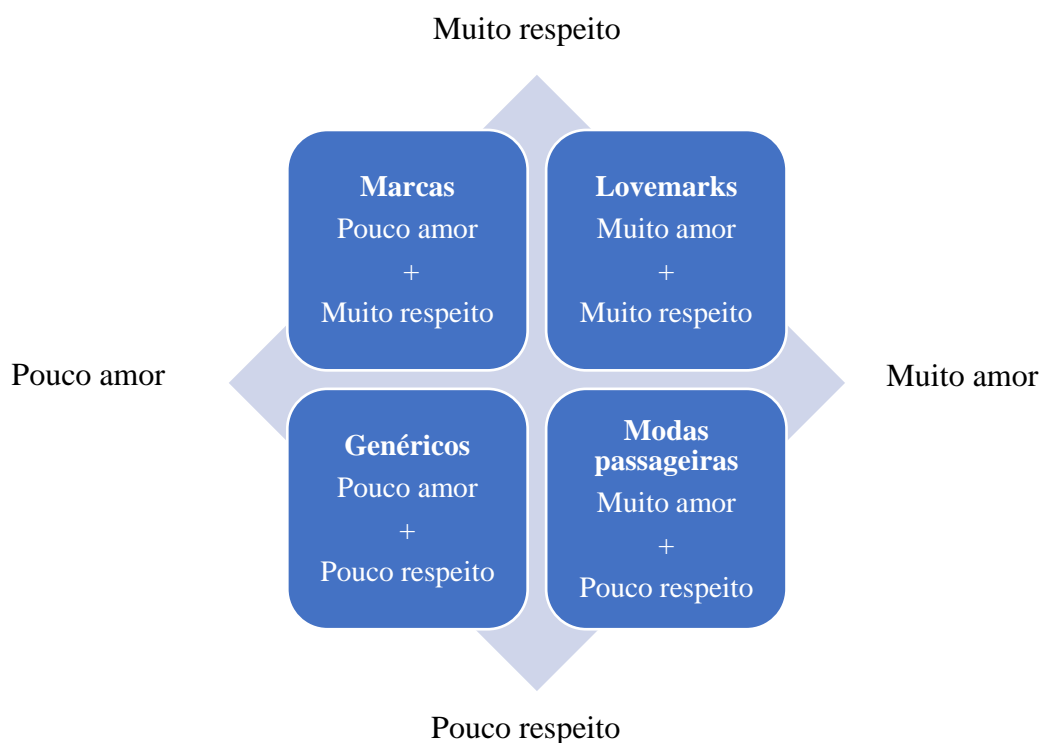 Muito respeito
Marcas
Pouco amor
+
Muito respeito
Lovemarks
Muito amor
+
Muito respeito
Pouco amor
Muito amor
Genéricos
Pouco amor
+
Pouco respeito
Modas
passageiras
Muito amor
+
Pouco respeito
Pouco respeito